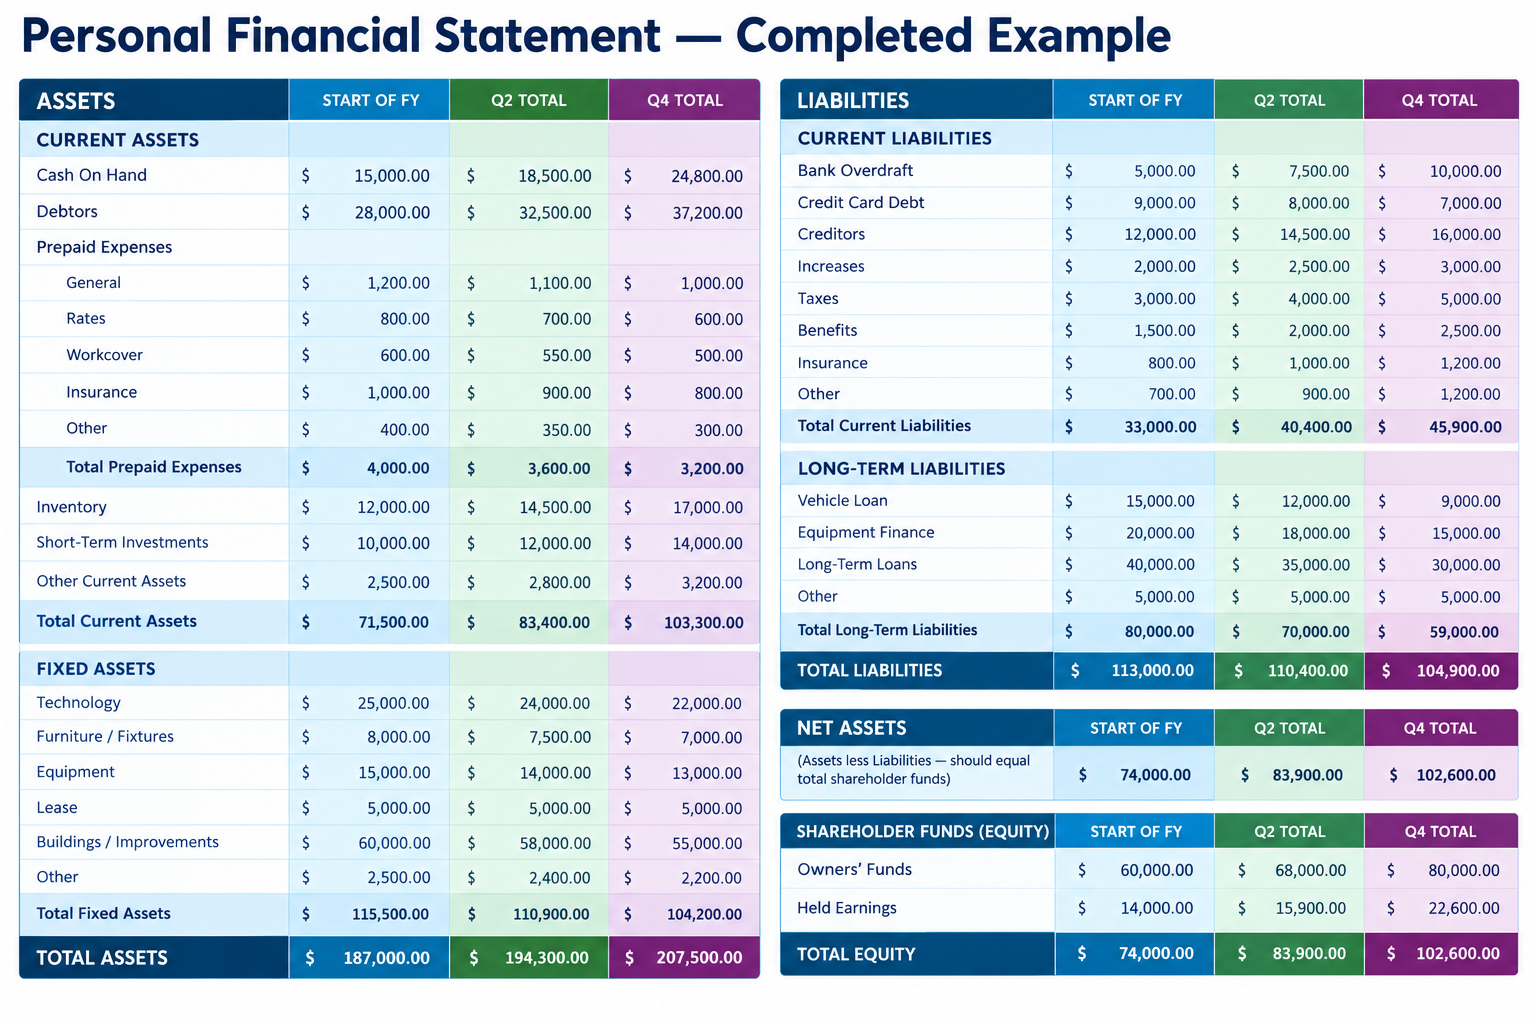 Personal Financial Statement — Completed Example
ASSETS START OF FY Q2 TOTAL Q4 TOTAL
CURRENT ASSETS
Cash On Hand $ 15,000.00 $ 18,500.00 $ 24,800.00
Debtors $ 28,000.00 $ 32,500.00 $ 37,200.00
Prepaid Expenses
General $ 1,200.00 $ 1,100.00 $ 1,000.00
Rates $ 800.00 $ 700.00 $ 600.00
Workcover $ 600.00 $ 550.00 $ 500.00
Insurance $ 1,000.00 $ 900.00 $ 800.00
Other $ 400.00 $ 350.00 $ 300.00
Total Prepaid Expenses $ 4,000.00 $ 3,600.00 $ 3,200.00
Inventory $ 12,000.00 $ 14,500.00 $ 17,000.00
Short-Term Investments $ 10,000.00 $ 12,000.00 $ 14,000.00
Other Current Assets $ 2,500.00 $ 2,800.00 $ 3,200.00
Total Current Assets $ 71,500.00 $ 83,400.00 $ 103,300.00
FIXED ASSETS
Technology $ 25,000.00 $ 24,000.00 $ 22,000.00
Furniture / Fixtures $ 8,000.00 $ 7,500.00 $ 7,000.00
Equipment $ 15,000.00 $ 14,000.00 $ 13,000.00
Lease $ 5,000.00 $ 5,000.00 $ 5,000.00
Buildings / Improvements $ 60,000.00 $ 58,000.00 $ 55,000.00
Other $ 2,500.00 $ 2,400.00 $ 2,200.00
Total Fixed Assets $ 115,500.00 $ 110,900.00 $ 104,200.00
TOTAL ASSETS $ 187,000.00 $ 194,300.00 $ 207,500.00
LIABILITIES START OF FY Q2 TOTAL Q4 TOTAL
CURRENT LIABILITIES
Bank Overdraft $ 5,000.00 $ 7,500.00 $ 10,000.00
Credit Card Debt $ 9,000.00 $ 8,000.00 $ 7,000.00
Creditors $ 12,000.00 $ 14,500.00 $ 16,000.00
Increases $ 2,000.00 $ 2,500.00 $ 3,000.00
Taxes $ 3,000.00 $ 4,000.00 $ 5,000.00
Benefits $ 1,500.00 $ 2,000.00 $ 2,500.00
Insurance $ 800.00 $ 1,000.00 $ 1,200.00
Other $ 700.00 $ 900.00 $ 1,200.00
Total Current Liabilities $ 33,000.00 $ 40,400.00 $ 45,900.00
LONG-TERM LIABILITIES
Vehicle Loan $ 15,000.00 $ 12,000.00 $ 9,000.00
Equipment Finance $ 20,000.00 $ 18,000.00 $ 15,000.00
Long-Term Loans $ 40,000.00 $ 35,000.00 $ 30,000.00
Other $ 5,000.00 $ 5,000.00 $ 5,000.00
Total Long-Term Liabilities $ 80,000.00 $ 70,000.00 $ 59,000.00
TOTAL LIABILITIES $ 113,000.00 $ 110,400.00 $ 104,900.00
NET ASSETS START OF FY Q2 TOTAL Q4 TOTAL
(Assets less Liabilities — should equal
total shareholder funds) $ 74,000.00 $ 83,900.00 $ 102,600.00
SHAREHOLDER FUNDS (EQUITY) START OF FY Q2 TOTAL Q4 TOTAL
Owners’ Funds $ 60,000.00 $ 68,000.00 $ 80,000.00
Held Earnings $ 14,000.00 $ 15,900.00 $ 22,600.00
TOTAL EQUITY $ 74,000.00 $ 83,900.00 $ 102,600.00